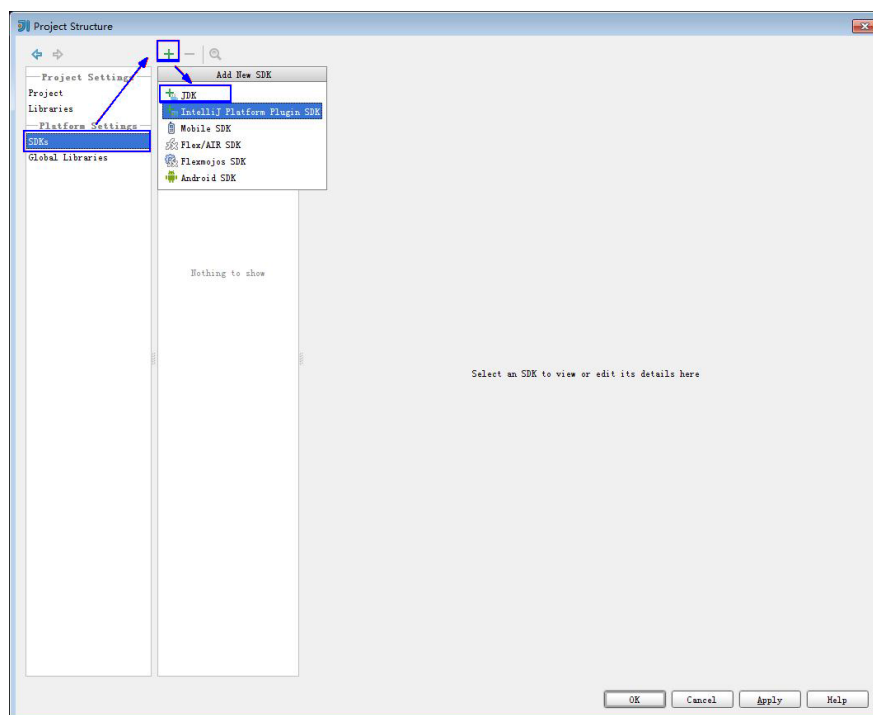 Project Structure
Add New SDK
Project Settings
Project
Libraries
Platform Settings
SDKs
Global Libraries
JDK
IntelliJ Platform Plugin SDK
Mobile SDK
Flex/AIR SDK
Flexmojos SDK
Android SDK
Nothing to show
Select an SDK to view or edit its details here
OK
Cancel
Apply
Help